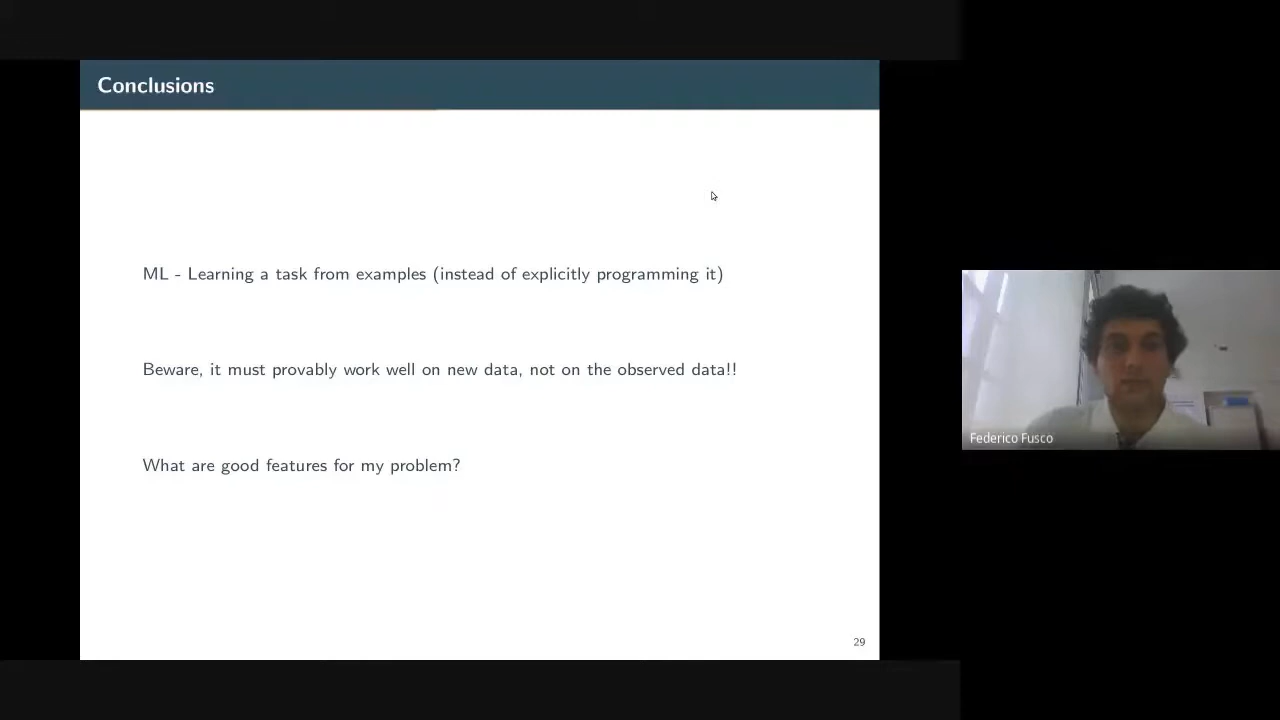 Conclusions
ML - Learning a task from examples (instead of explicitly programming it)
Beware, it must provably work well on new data, not on the observed data!!
What are good features for my problem?
29
Federico Fusco